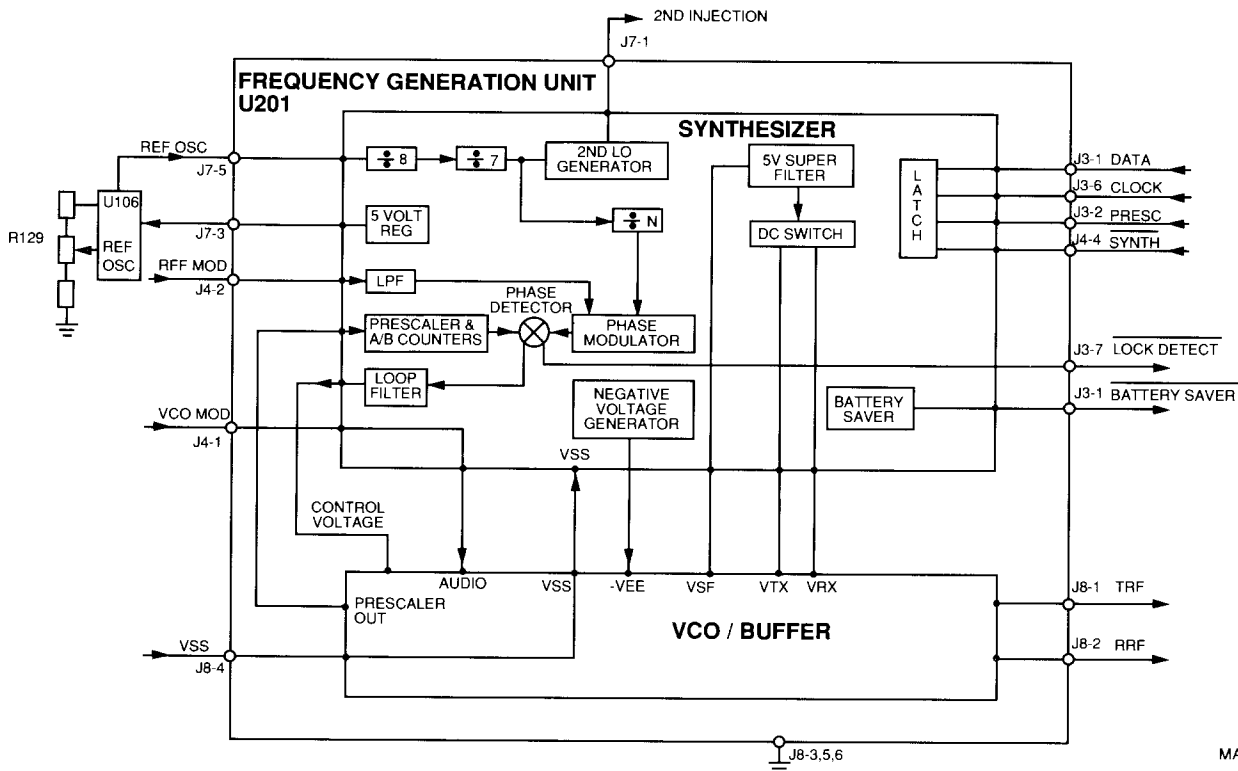 2ND INJECTION
J7-1
FREQUENCY GENERATION UNIT
U201
SYNTHESIZER
REF OSC
J7-5
÷ 8
÷ 7
2ND LO
GENERATOR
5V SUPER
FILTER
LATCH
J3-1 DATA
J3-6 CLOCK
J3-2 PRESC
J4-4 SYNTH
U106
REF
OSC
R129
J7-3
5 VOLT
REG
÷ N
DC SWITCH
RFF MOD
J4-2
LPF
PHASE
DETECTOR
PRESCALER &
A/B COUNTERS
PHASE
MODULATOR
J3-7 LOCK DETECT
LOOP
FILTER
NEGATIVE
VOLTAGE
GENERATOR
BATTERY
SAVER
J3-1 BATTERY SAVER
VCO MOD
J4-1
VSS
CONTROL
VOLTAGE
AUDIO
VSS
-VEE
VSF
VTX
VRX
PRESCALER
OUT
VCO / BUFFER
J8-1 TRF
J8-2 RRF
VSS
J8-4
J8-3,5,6
MA